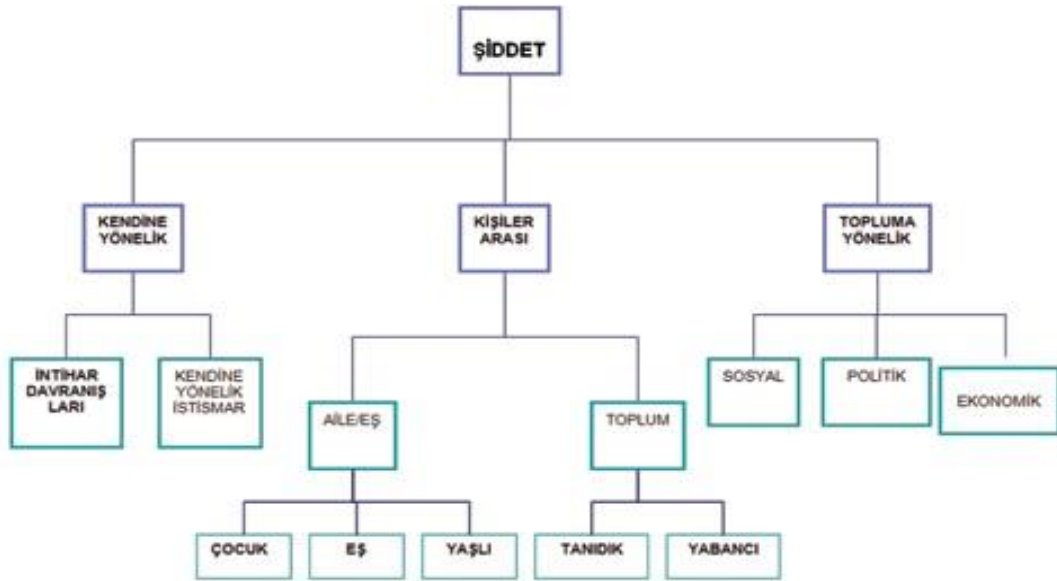 ŞİDDET
KENDİNE
YÖNELİK
KİŞİLER
ARASI
TOPLUMA
YÖNELİK
İNTİHAR
DAVRANIŞ
LARI
KENDİNE
YÖNELİK
İSTİSMAR
SOSYAL
POLİTİK
EKONOMİK
AİLE/EŞ
TOPLUM
ÇOCUK
EŞ
YAŞLI
TANIDIK
YABANCI